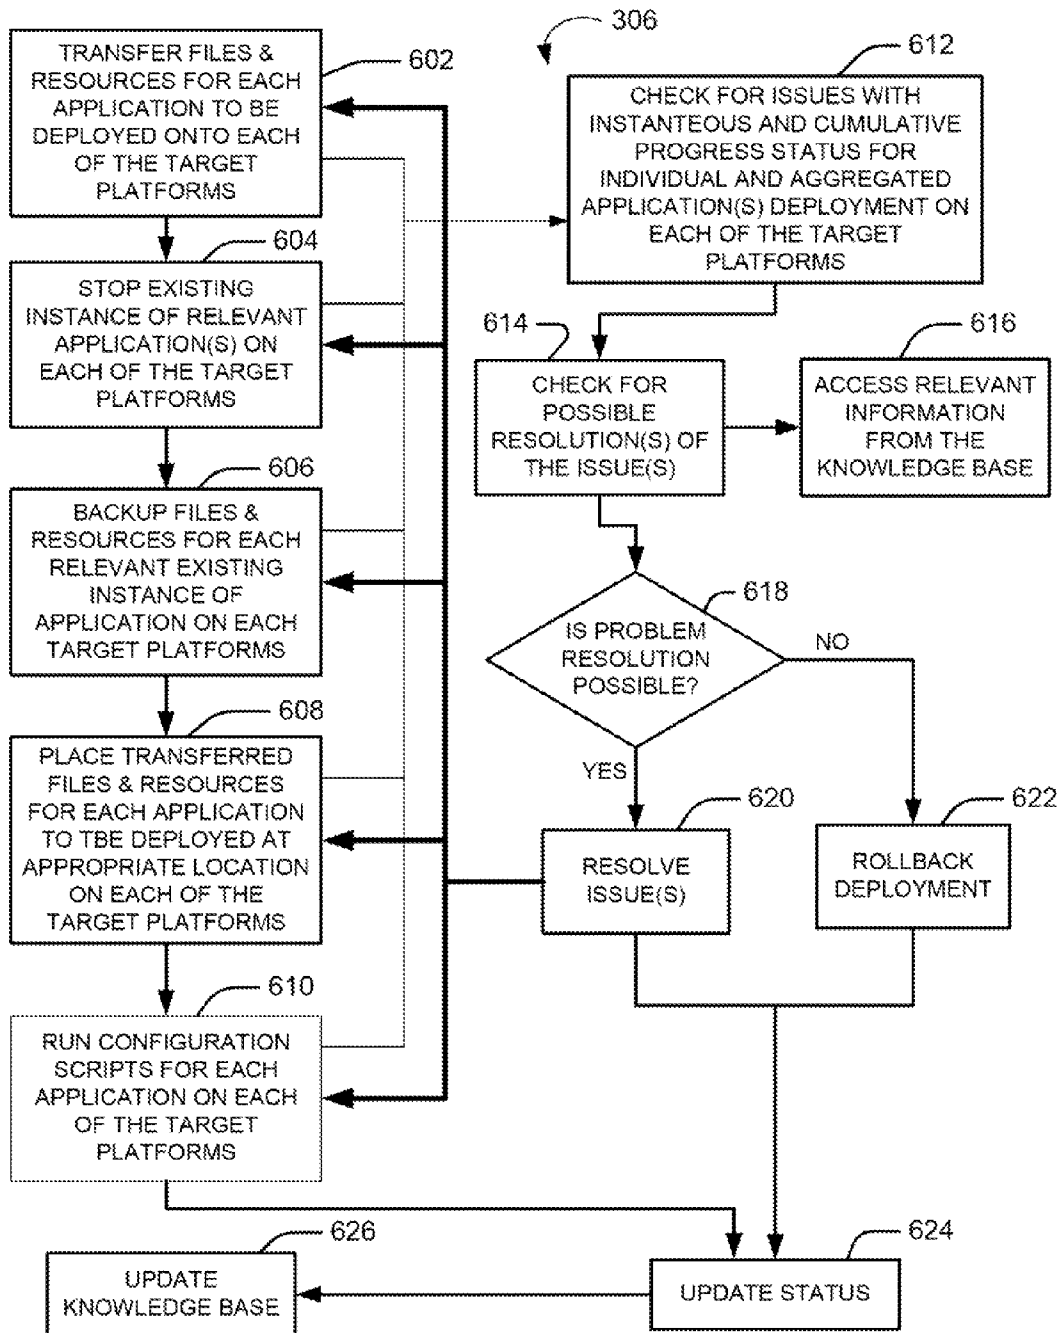 306
602
TRANSFER FILES &
RESOURCES FOR EACH
APPLICATION TO BE
DEPLOYED ONTO EACH
OF THE TARGET
PLATFORMS
604
STOP EXISTING
INSTANCE OF RELEVANT
APPLICATION(S) ON
EACH OF THE TARGET
PLATFORMS
606
BACKUP FILES &
RESOURCES FOR EACH
RELEVANT EXISTING
INSTANCE OF
APPLICATION ON EACH
TARGET PLATFORMS
608
PLACE TRANSFERRED
FILES & RESOURCES
FOR EACH APPLICATION
TO TBE DEPLOYED AT
APPROPRIATE LOCATION
ON EACH OF THE
TARGET PLATFORMS
610
RUN CONFIGURATION
SCRIPTS FOR EACH
APPLICATION ON EACH
OF THE TARGET
PLATFORMS
612
CHECK FOR ISSUES WITH
INSTANTEOUS AND CUMULATIVE
PROGRESS STATUS FOR
INDIVIDUAL AND AGGREGATED
APPLICATION(S) DEPLOYMENT ON
EACH OF THE TARGET
PLATFORMS
614
CHECK FOR
POSSIBLE
RESOLUTION(S) OF
THE ISSUE(S)
616
ACCESS RELEVANT
INFORMATION
FROM THE
KNOWLEDGE BASE
618
IS PROBLEM
RESOLUTION
POSSIBLE?
NO
YES
620
RESOLVE
ISSUE(S)
622
ROLLBACK
DEPLOYMENT
624
UPDATE STATUS
626
UPDATE
KNOWLEDGE BASE